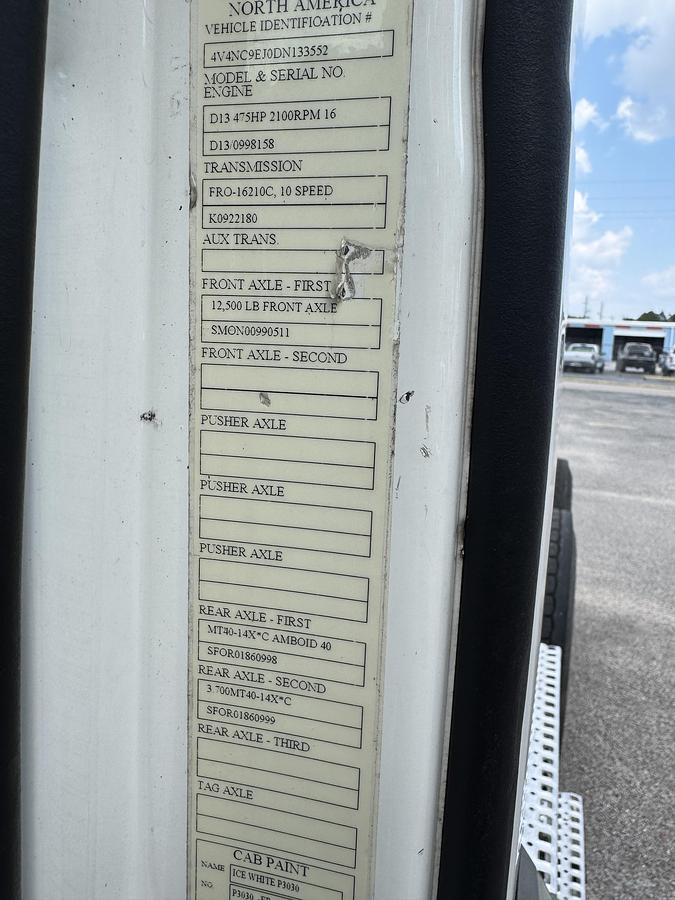 NORTH AMERICA
VEHICLE IDENTIFICATION #
4V4NC9EJ0DN133552
MODEL & SERIAL NO.
ENGINE
D13 475HP 2100RPM 16
D13/0998158
TRANSMISSION
FRO-16210C, 10 SPEED
K0922180
AUX TRANS.
FRONT AXLE - FIRST
12,500 LB FRONT AXLE
SMON00990511
FRONT AXLE - SECOND
PUSHER AXLE
PUSHER AXLE
PUSHER AXLE
REAR AXLE - FIRST
MT40-14X*C AMBOID 40
SFOR01860998
REAR AXLE - SECOND
3.700MT40-14X*C
SFOR01860999
REAR AXLE - THIRD
TAG AXLE
CAB PAINT
NAME ICE WHITE P3030
NO. P3030